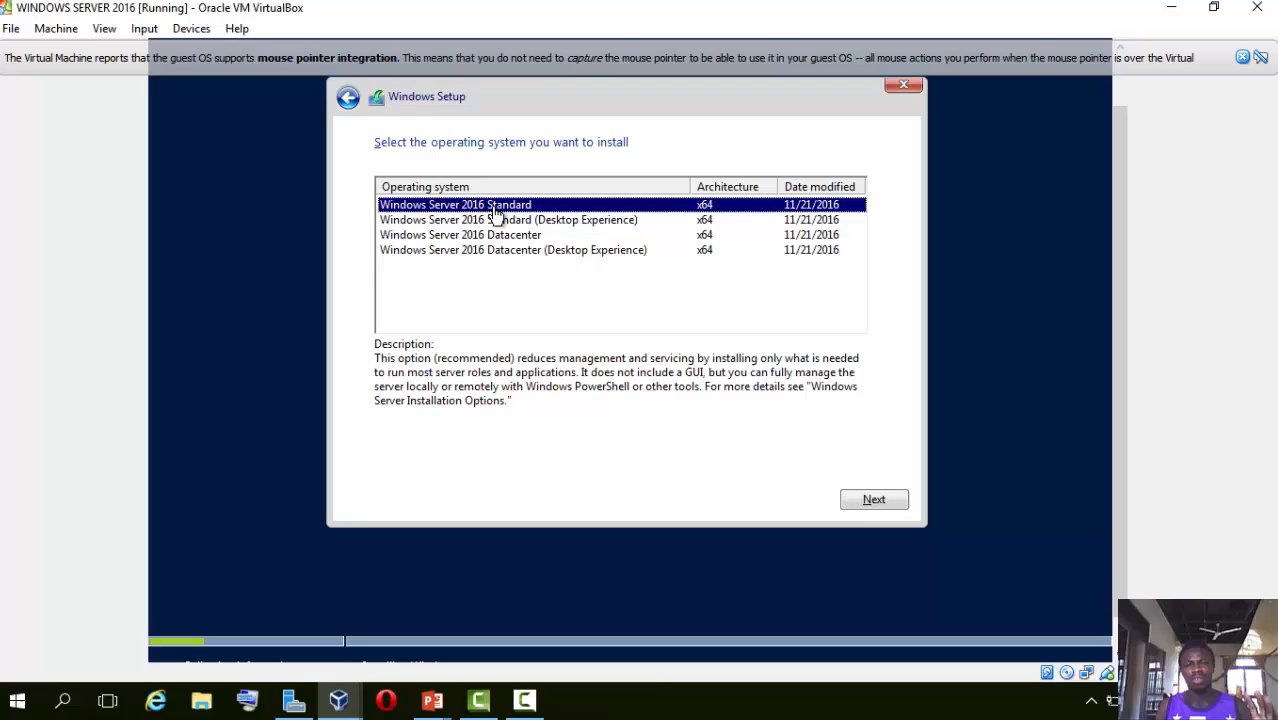 WINDOWS SERVER 2016 [Running] - Oracle VM VirtualBox
File Machine View Input Devices Help
The Virtual Machine reports that the guest OS supports mouse pointer integration. This means that you do not need to capture the mouse pointer to be able to use it in your guest OS -- all mouse actions you perform when the mouse pointer is over the Virtual
Windows Setup
Select the operating system you want to install
Operating system Architecture Date modified
Windows Server 2016 Standard x64 11/21/2016
Windows Server 2016 Standard (Desktop Experience) x64 11/21/2016
Windows Server 2016 Datacenter x64 11/21/2016
Windows Server 2016 Datacenter (Desktop Experience) x64 11/21/2016
Description:
This option (recommended) reduces management and servicing by installing only what is needed
to run most server roles and applications. It does not include a GUI, but you can fully manage the
server locally or remotely with Windows PowerShell or other tools. For more details see "Windows
Server Installation Options."
Next